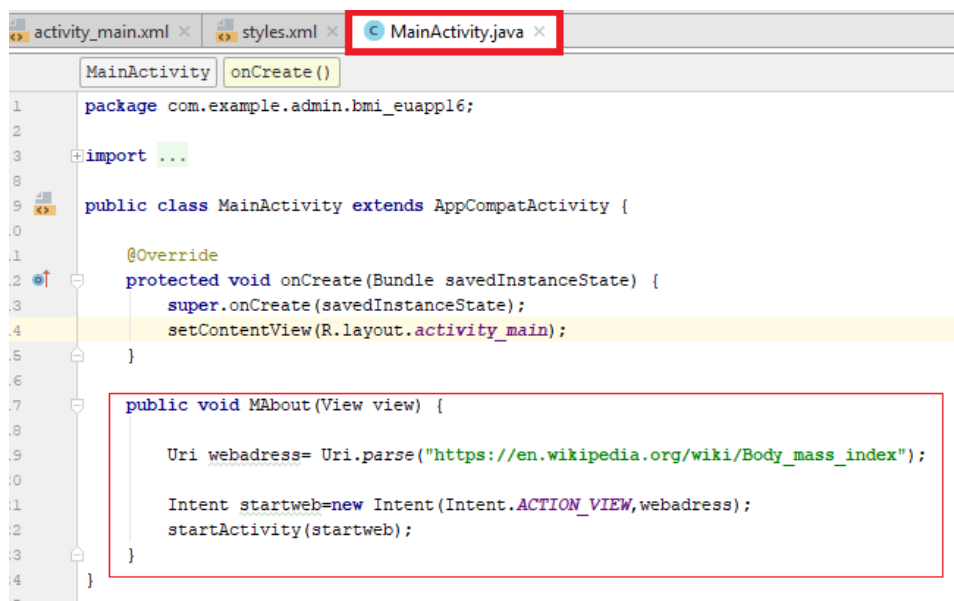 activity_main.xml × styles.xml × C MainActivity.java ×
MainActivity onCreate()
1 package com.example.admin.bmi_euapp16;
2
3 import ...
8
9 public class MainActivity extends AppCompatActivity {
.0
.1 @Override
.2 protected void onCreate(Bundle savedInstanceState) {
.3 super.onCreate(savedInstanceState);
.4 setContentView(R.layout.activity_main);
.5 }
.6
.7 public void MAbout(View view) {
.8
.9 Uri webadress= Uri.parse("https://en.wikipedia.org/wiki/Body_mass_index");
:0
:1 Intent startweb=new Intent(Intent.ACTION_VIEW,webadress);
:2 startActivity(startweb);
:3 }
:4 }